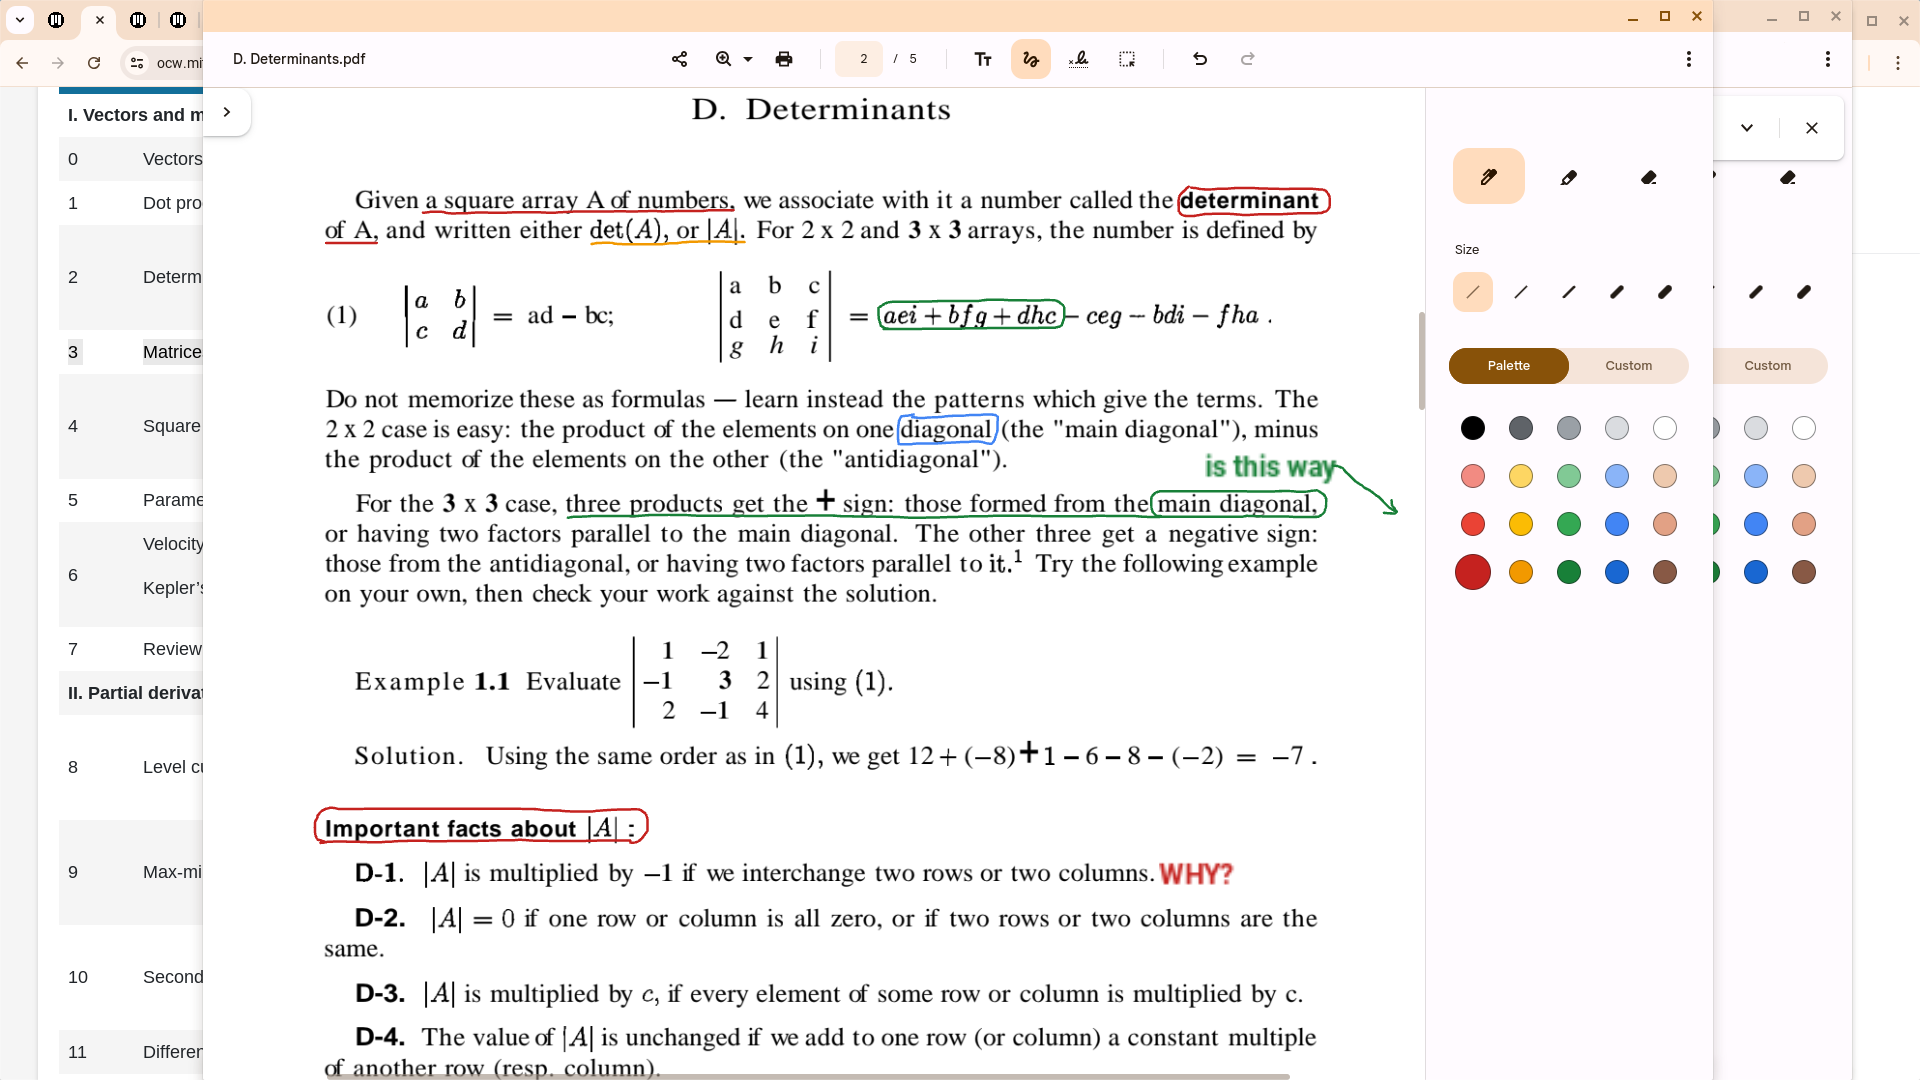 ocw.mi
D. Determinants.pdf
2 / 5
I. Vectors and m
0 Vectors
1 Dot pro
2 Determ
3 Matrice
4 Square
5 Parame
6 Velocity
Kepler's
7 Review
II. Partial deriva
8 Level cu
9 Max-mi
10 Second
11 Differen
D. Determinants
Given a square array A of numbers, we associate with it a number called the determinant
of A, and written either det(A), or |A|. For 2 x 2 and 3 x 3 arrays, the number is defined by
(1) |a b; c d| = ad – bc; |a b c; d e f; g h i| = aei + bfg + dhc – ceg – bdi – fha .
Do not memorize these as formulas — learn instead the patterns which give the terms. The
2 x 2 case is easy: the product of the elements on one diagonal (the "main diagonal"), minus
the product of the elements on the other (the "antidiagonal").
is this way
For the 3 x 3 case, three products get the + sign: those formed from the main diagonal,
or having two factors parallel to the main diagonal. The other three get a negative sign:
those from the antidiagonal, or having two factors parallel to it.¹ Try the following example
on your own, then check your work against the solution.
1 –2 1
Example 1.1 Evaluate –1 3 2 using (1).
2 –1 4
Solution. Using the same order as in (1), we get 12 + (–8) + 1 – 6 – 8 – (–2) = –7 .
Important facts about |A| :
D-1. |A| is multiplied by –1 if we interchange two rows or two columns. WHY?
D-2. |A| = 0 if one row or column is all zero, or if two rows or two columns are the
same.
D-3. |A| is multiplied by c, if every element of some row or column is multiplied by c.
D-4. The value of |A| is unchanged if we add to one row (or column) a constant multiple
of another row (resp. column).
Size
Palette Custom
Custom